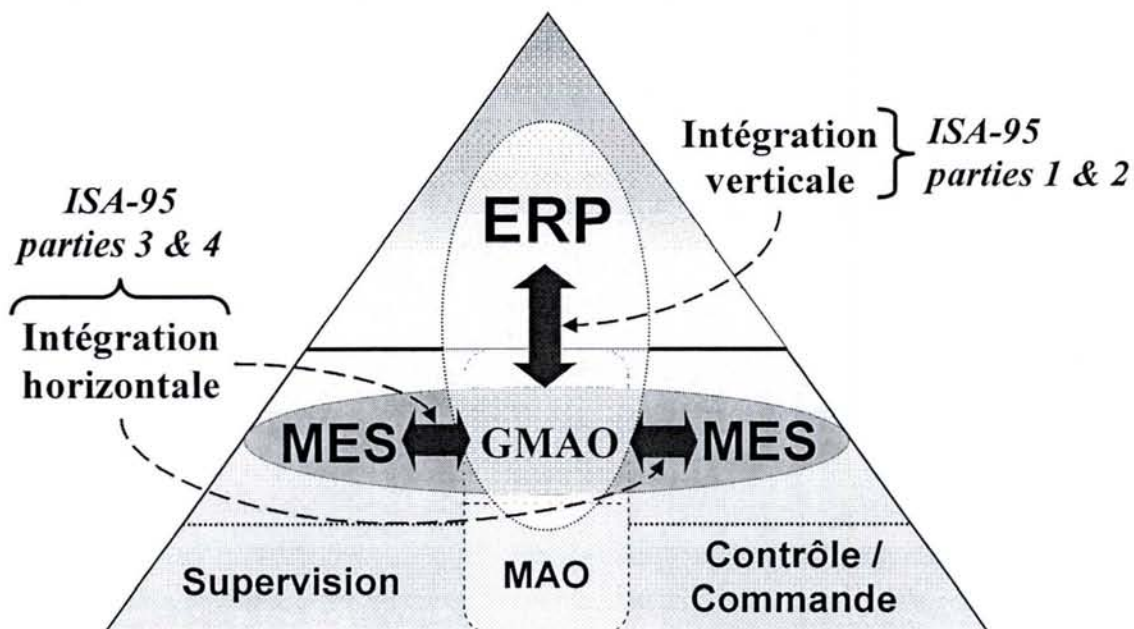 Intégration
verticale
ISA-95
parties 1 & 2
ISA-95
parties 3 & 4
ERP
Intégration
horizontale
MES
GMAO
MES
Supervision
MAO
Contrôle /
Commande